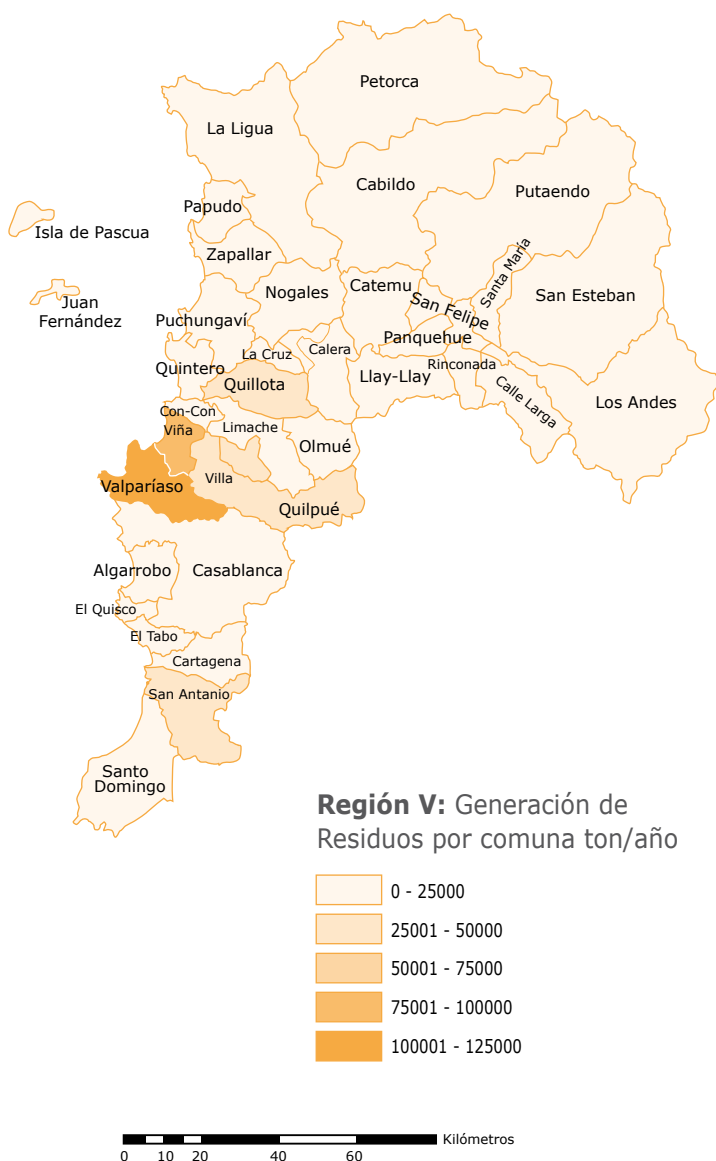 Petorca
La Ligua
Cabildo
Putaendo
Papudo
Isla de Pascua
Zapallar
Santa María
Nogales
Catemu
San Esteban
Juan
Fernández
San Felipe
Puchungaví
Panquehue
La Cruz
Calera
Quintero
Rinconada
Llay-Llay
Quillota
Calle Larga
Los Andes
Con-Con
Viña
Limache
Olmué
Villa
Valparíaso
Quilpué
Algarrobo
Casablanca
El Quisco
El Tabo
Cartagena
San Antanio
Santo
Domingo
Región V: Generación de
Residuos por comuna ton/año
0 - 25000
25001 - 50000
50001 - 75000
75001 - 100000
100001 - 125000
Kilómetros
0 10 20 40 60